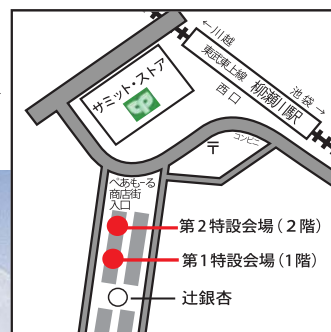 ←川越
東武東上線
柳瀬川駅
池袋→
西口
サミット・ストア
コンビニ
〒
ぺあもーる
商店街
入口
第2特設会場(2階)
第1特設会場(1階)
辻銀杏